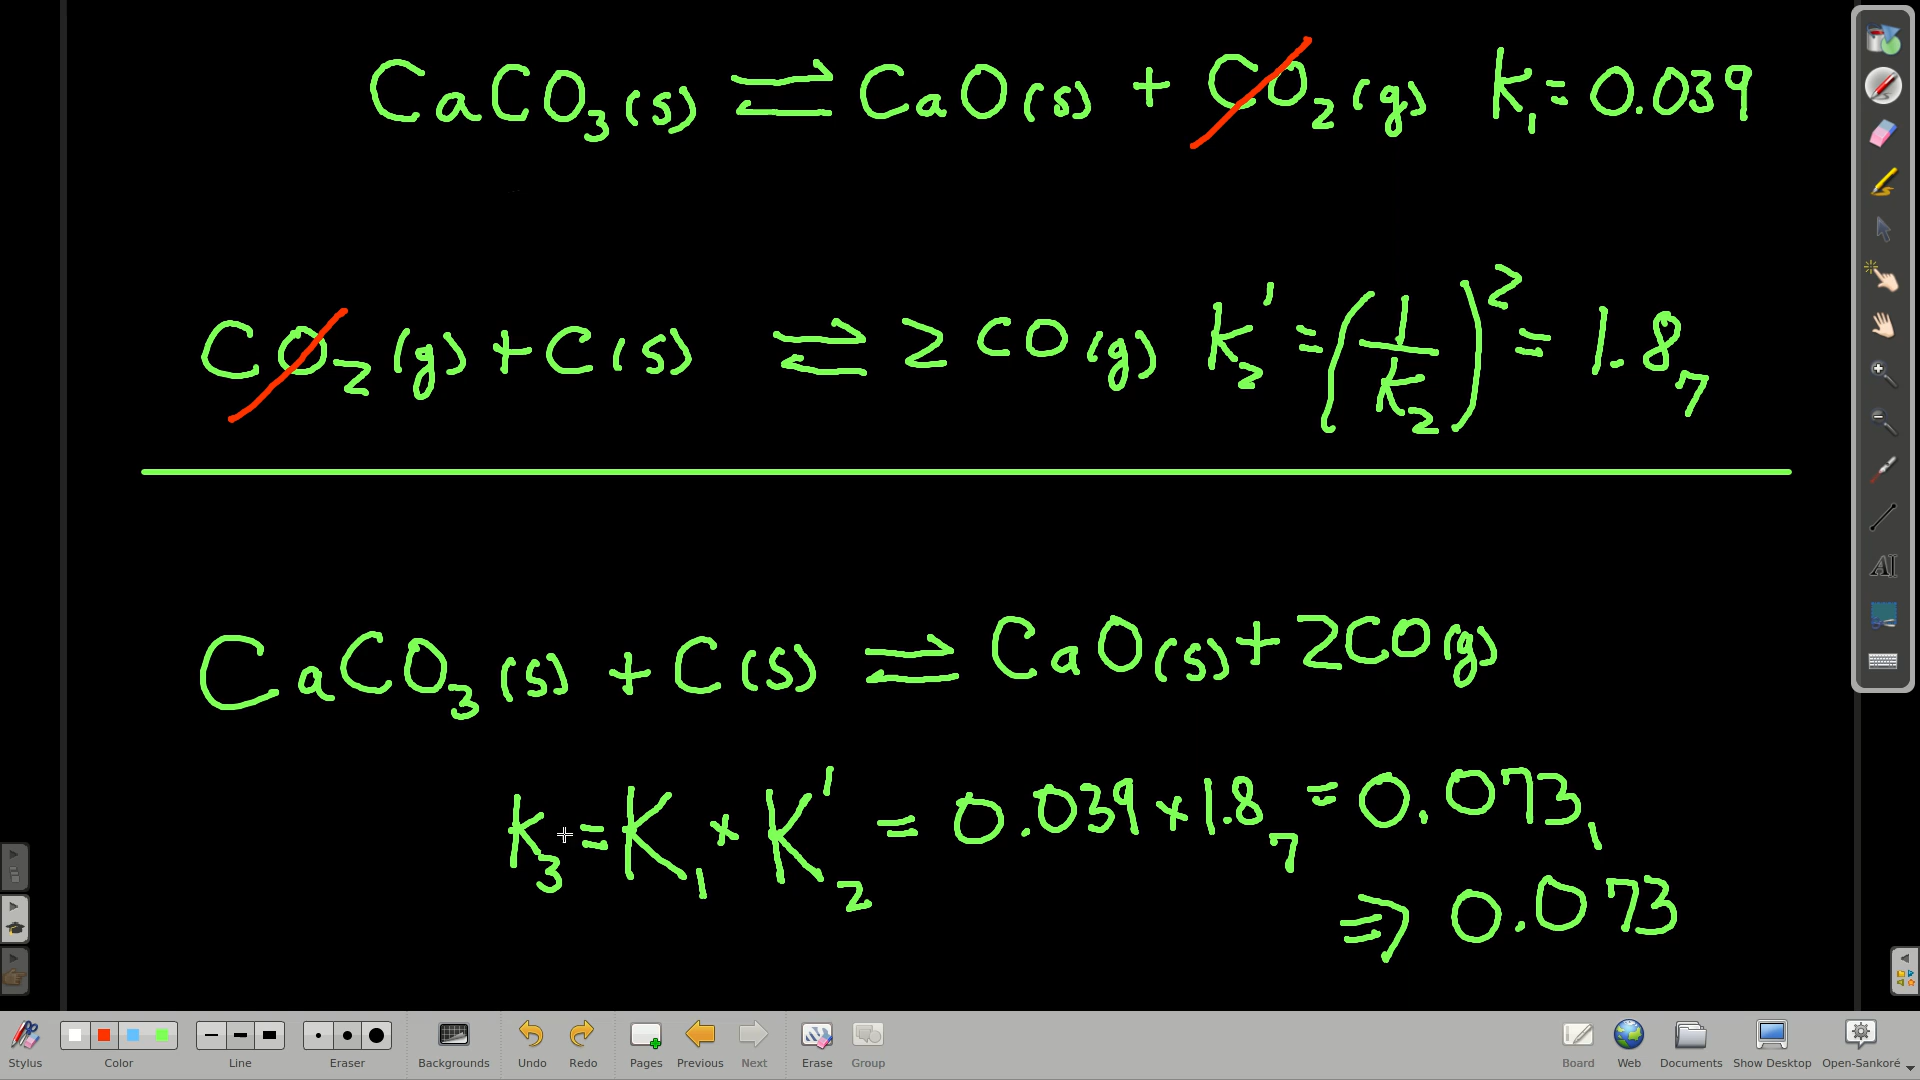 CaCO₃(s) ⇌ CaO(s) + CO₂(g) K₁ = 0.039
CO₂(g) + C(s) ⇌ 2CO(g) K₂' = (1/K₂)² = 1.8₇
CaCO₃(s) + C(s) ⇌ CaO(s) + 2CO(g)
K₃ = K₁ × K₂' = 0.039 × 1.8₇ = 0.073₁
⇒ 0.073
Stylus Color Line Eraser Backgrounds Undo Redo Pages Previous Next Erase Group Board Web Documents Show Desktop Open-Sankoré